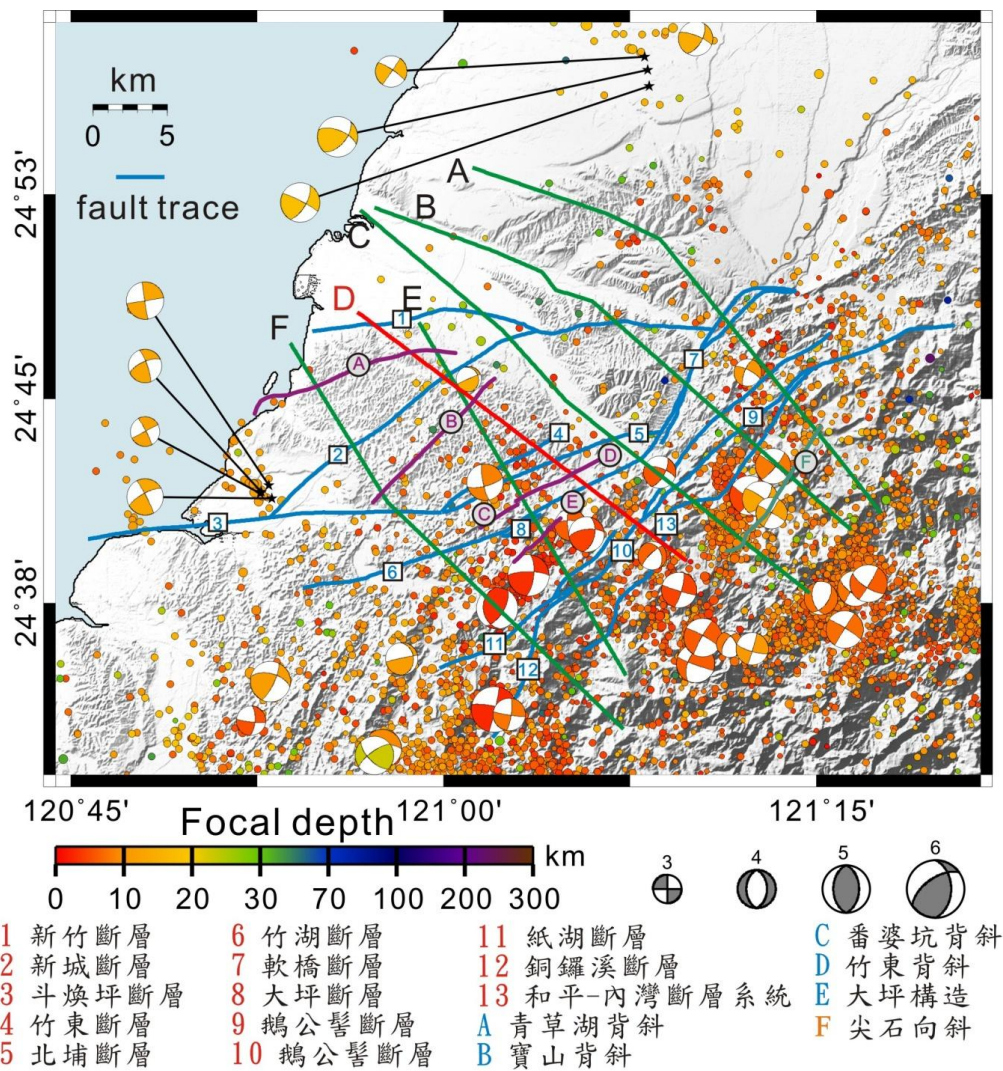 km
0 5
fault trace
24°53'
24°45'
24°38'
A
B
C
D
E
F
1
A
7
B
9
2
4
5
D
F
C
E
3
8
13
10
6
11
12
120°45' 121°00' 121°15'
Focal depth
km
0 10 20 30 70 100 200 300
3 4 5 6
1 新竹斷層
2 新城斷層
3 斗煥坪斷層
4 竹東斷層
5 北埔斷層
6 竹湖斷層
7 軟橋斷層
8 大坪斷層
9 鵝公髻斷層
10 鵝公髻斷層
11 紙湖斷層
12 銅鑼溪斷層
13 和平-內灣斷層系統
A 青草湖背斜
B 寶山背斜
C 番婆坑背斜
D 竹東背斜
E 大坪構造
F 尖石向斜